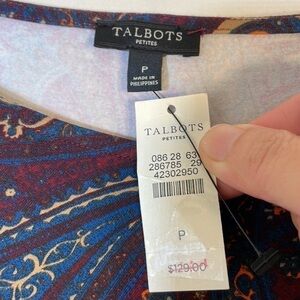 TALBOTS
PETITES
P
MADE IN
PHILIPPINES
TALBOTS
PETITES
086 28 63
286785 29
42302950
P
$129.00